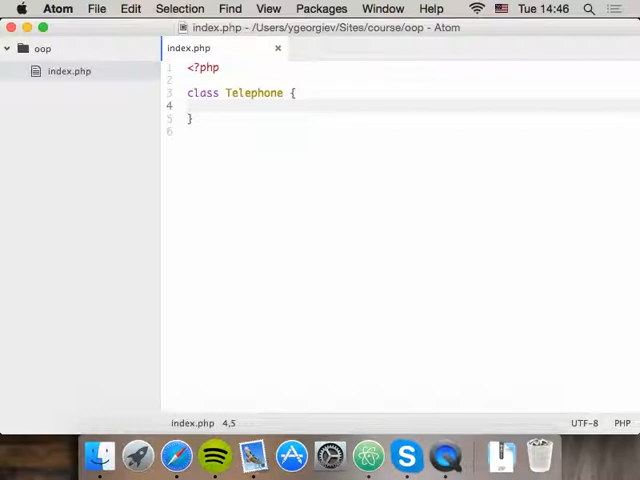 Atom File Edit Selection Find View Packages Window Help Tue 14:46
index.php - /Users/ygeorgiev/Sites/course/oop - Atom
oop
index.php
index.php
1 <?php
2
3 class Telephone {
4
5 }
6
index.php 4,5 UTF-8 PHP
ZIP